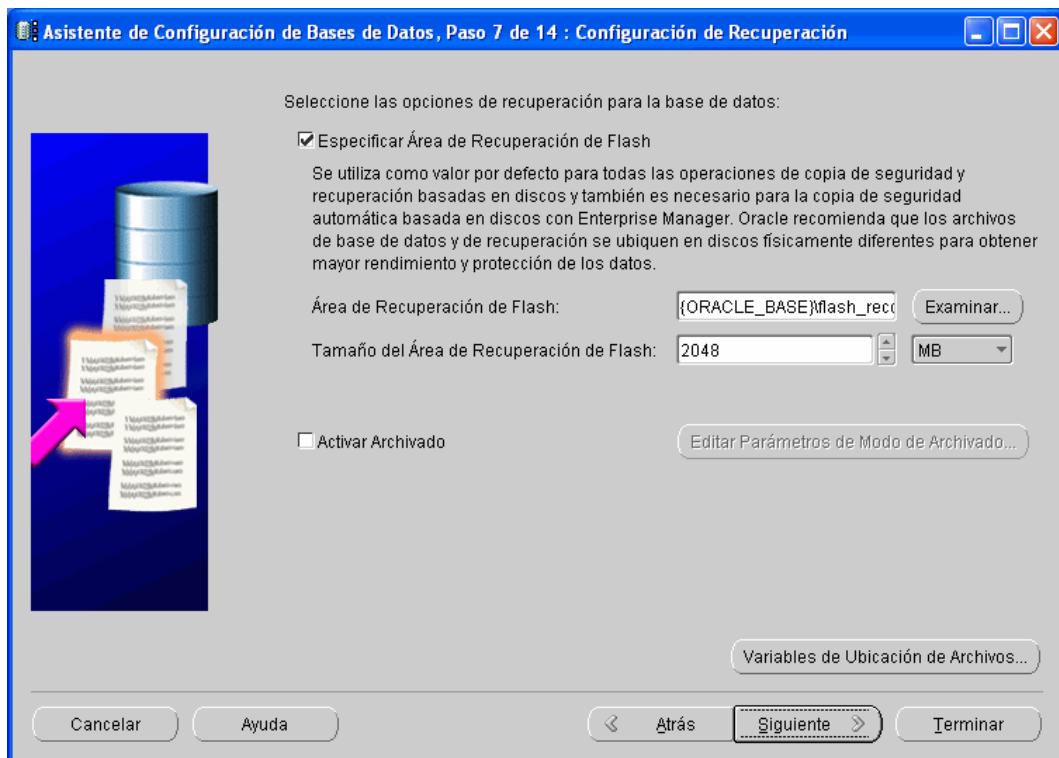 Asistente de Configuración de Bases de Datos, Paso 7 de 14 : Configuración de Recuperación
Seleccione las opciones de recuperación para la base de datos:
Especificar Área de Recuperación de Flash
Se utiliza como valor por defecto para todas las operaciones de copia de seguridad y
recuperación basadas en discos y también es necesario para la copia de seguridad
automática basada en discos con Enterprise Manager. Oracle recomienda que los archivos
de base de datos y de recuperación se ubiquen en discos físicamente diferentes para obtener
mayor rendimiento y protección de los datos.
Área de Recuperación de Flash: {ORACLE_BASE}\flash_reco Examinar...
Tamaño del Área de Recuperación de Flash: 2048 MB
Activar Archivado Editar Parámetros de Modo de Archivado...
Variables de Ubicación de Archivos...
Cancelar Ayuda Atrás Siguiente Terminar